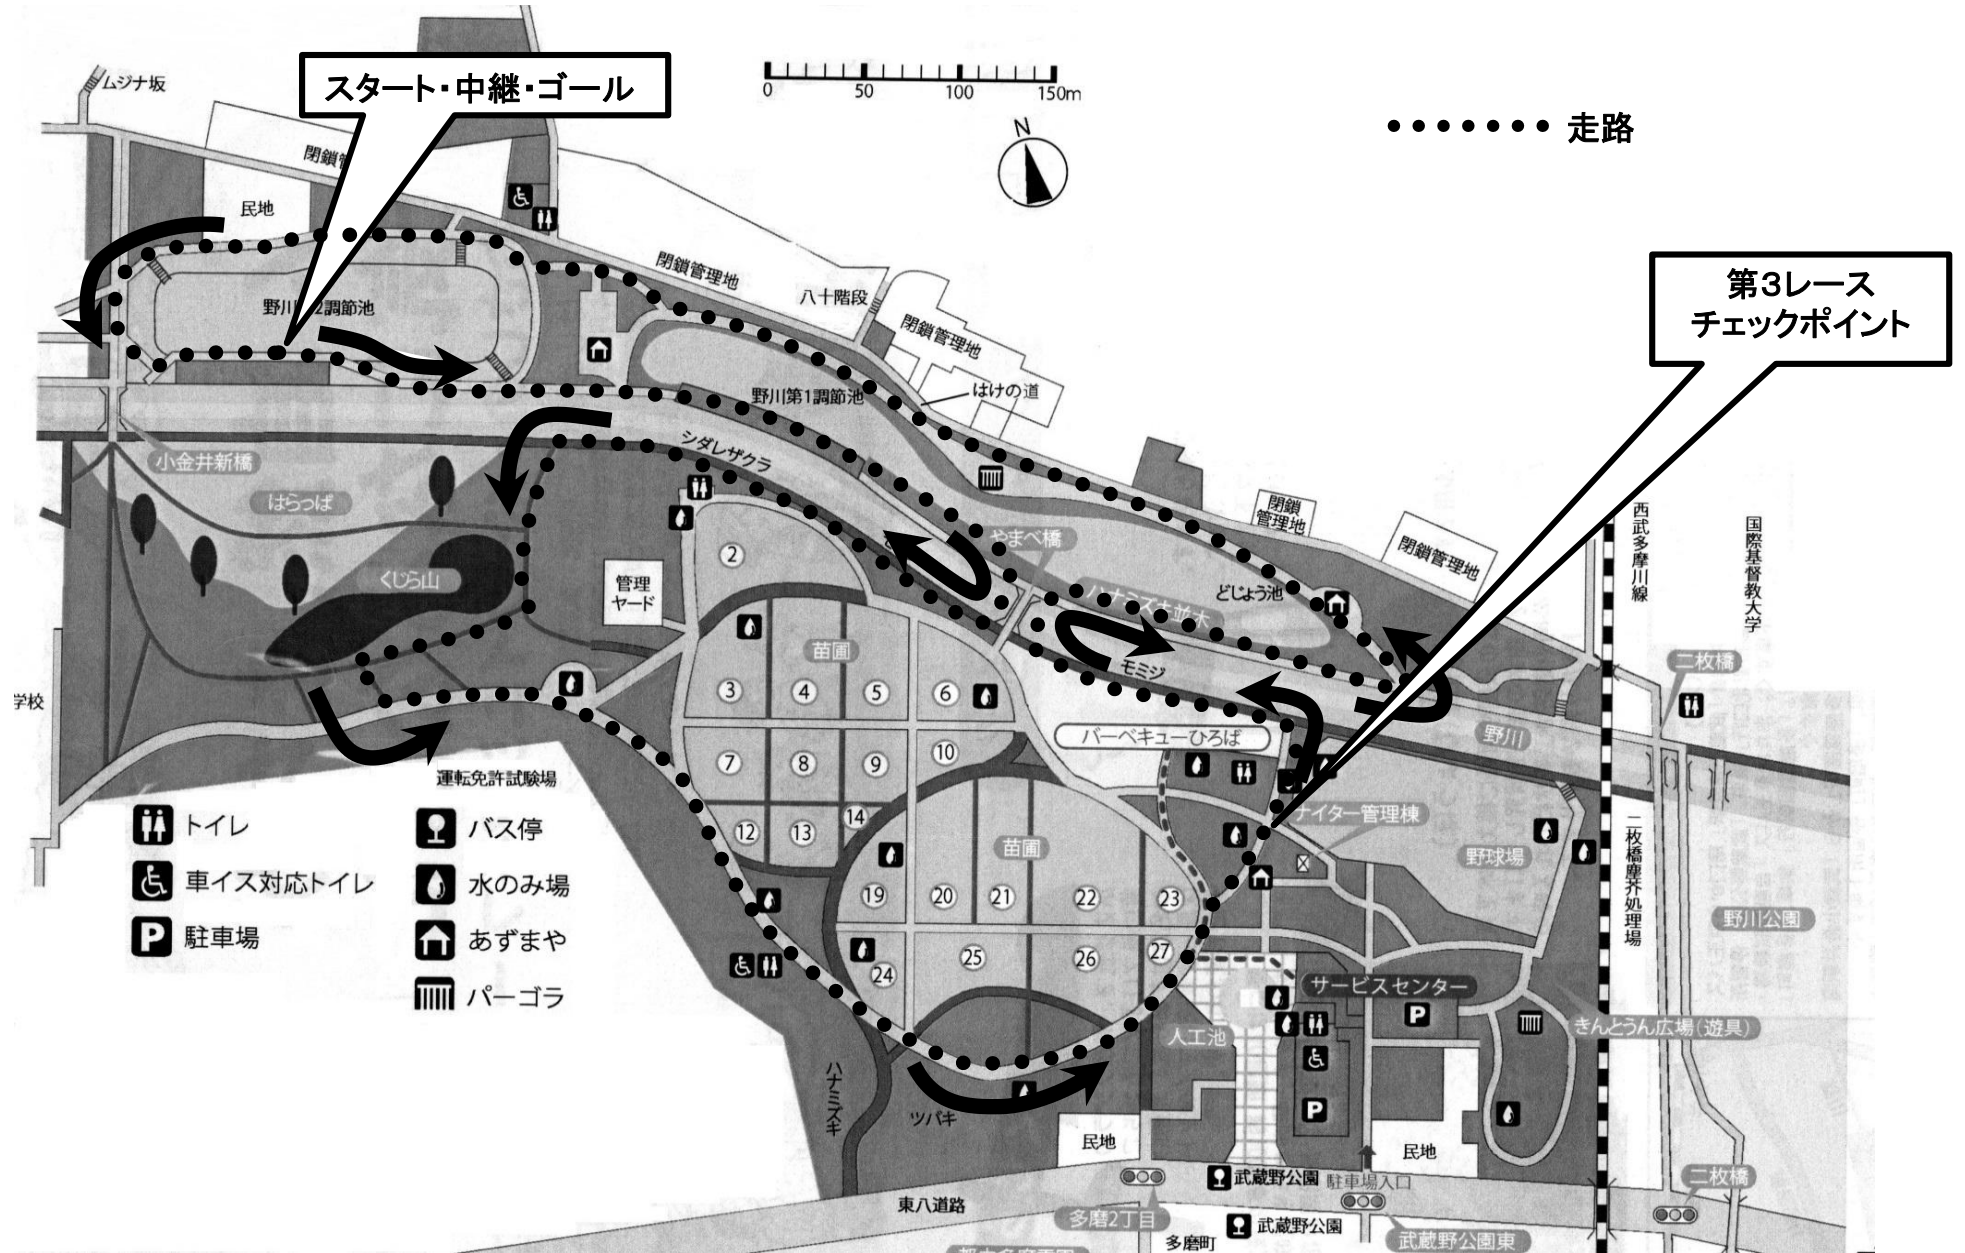 スタート・中継・ゴール
0 50 100 150m
N
走路
ムジナ坂
民地
閉鎖管理地
八十階段
閉鎖管理地
はけの道
第3レース
チェックポイント
野川第1調節池
シダレザクラ
小金井新橋
はらっぱ
くじら山
管理
ヤード
やまべ橋
ハナミズキ並木
どじょう池
閉鎖
管理地
閉鎖管理地
西武多摩川線
国際基督教大学
二枚橋
モミジ
野川
バーベキューひろば
ナイター管理棟
野球場
二枚橋塵芥処理場
野川公園
苗圃
2
3
4
5
6
7
8
9
10
12
13
14
苗圃
19
20
21
22
23
24
25
26
27
学校
運転免許試験場
トイレ
車イス対応トイレ
P 駐車場
バス停
水のみ場
あずまや
パーゴラ
サービスセンター
P
きんとうん広場(遊具)
人工池
P
ハナミズキ
ツバキ
民地
民地
武蔵野公園
駐車場入口
東八道路
多磨2丁目
武蔵野公園
武蔵野公園東
二枚橋
多磨町